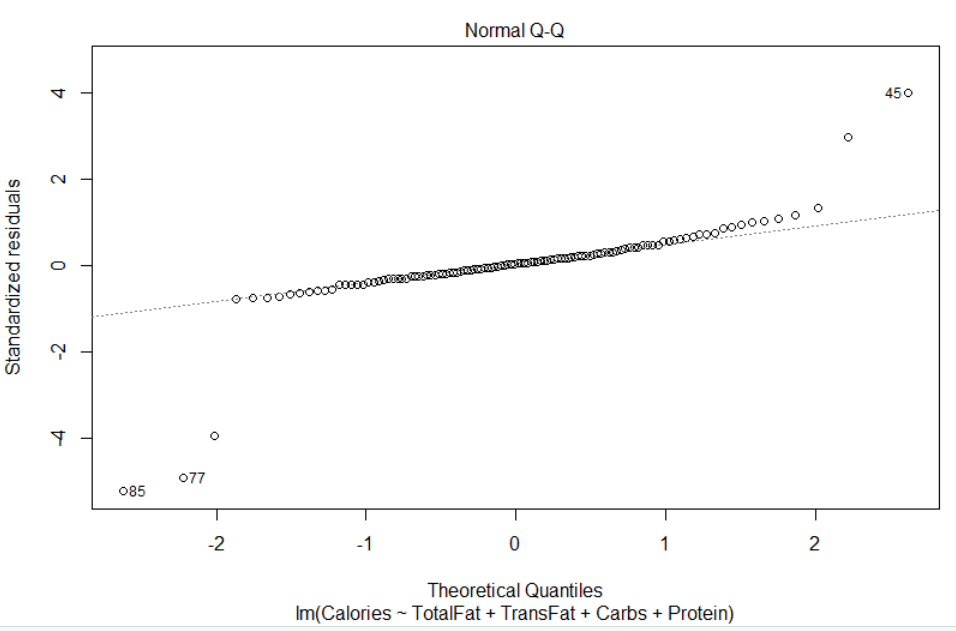 Normal Q-Q
Standardized residuals
4
2
0
-2
-4
45
77
85
-2 -1 0 1 2
Theoretical Quantiles
lm(Calories ~ TotalFat + TransFat + Carbs + Protein)